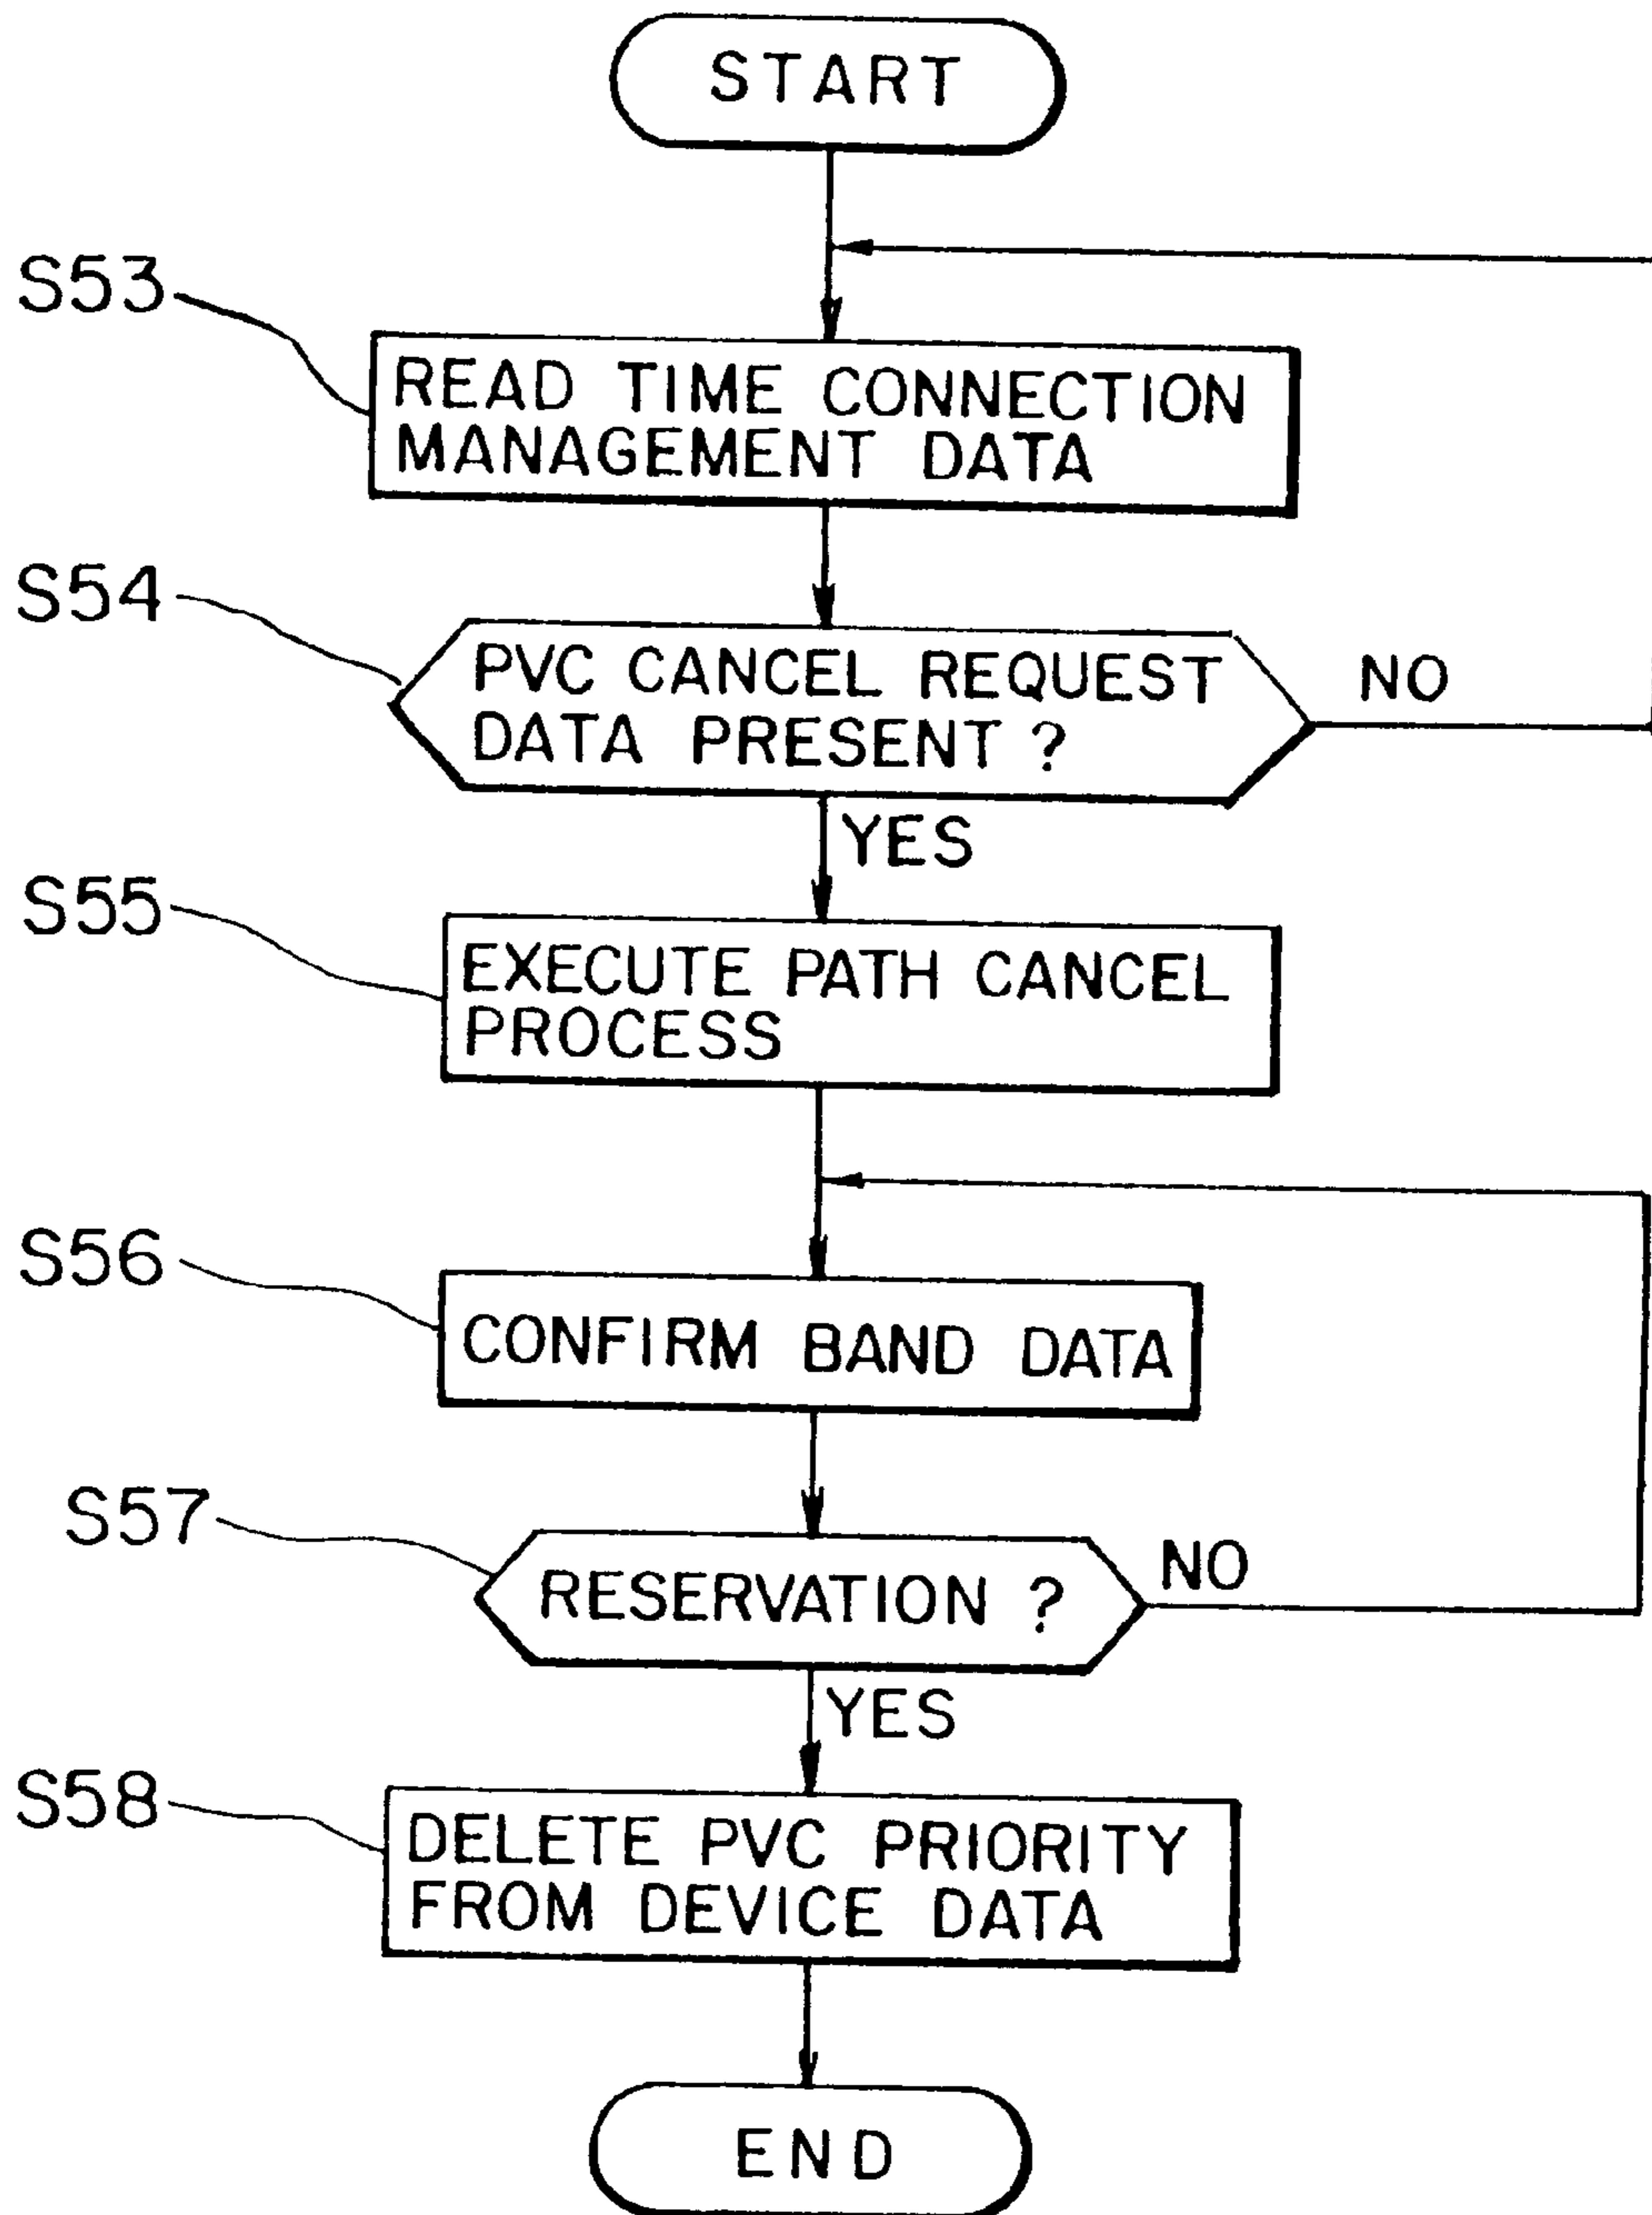 START
S53
READ TIME CONNECTION
MANAGEMENT DATA
S54
PVC CANCEL REQUEST
DATA PRESENT ?
NO
YES
S55
EXECUTE PATH CANCEL
PROCESS
S56
CONFIRM BAND DATA
S57
RESERVATION ?
NO
YES
S58
DELETE PVC PRIORITY
FROM DEVICE DATA
END